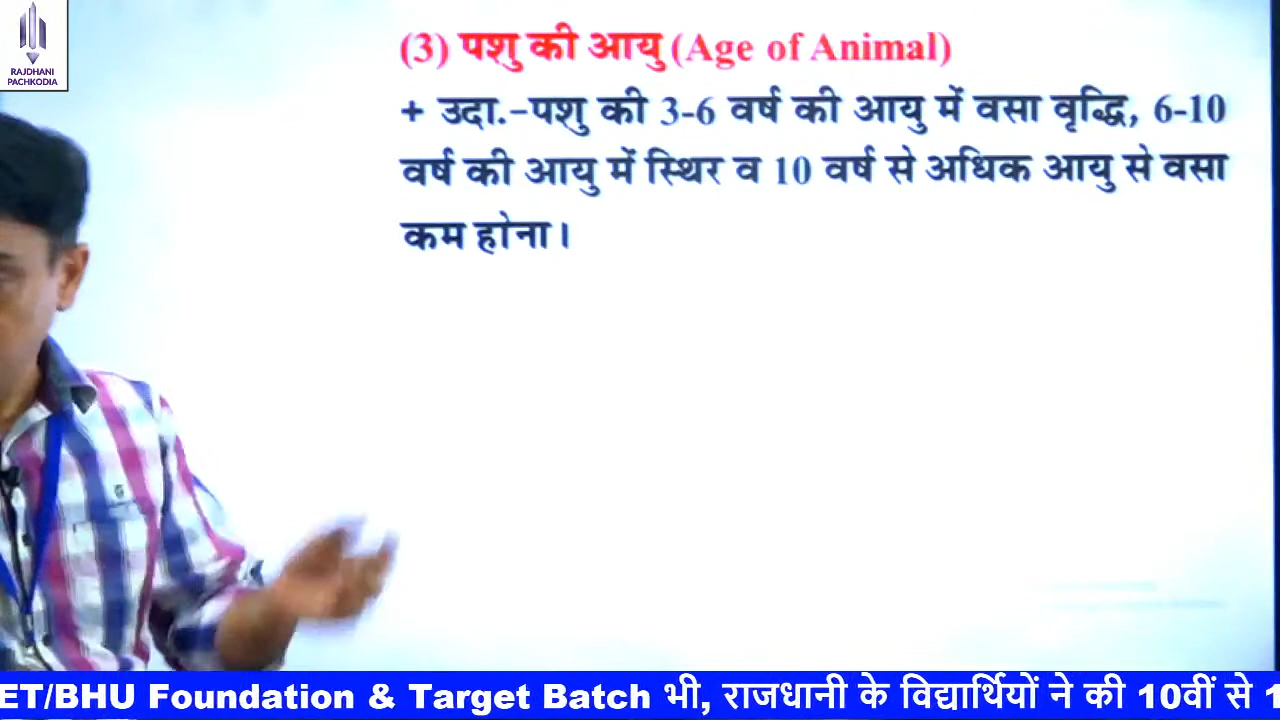 RAJDHANI
PACHKODIA
(3) पशु की आयु (Age of Animal)
+ उदा.-पशु की 3-6 वर्ष की आयु में वसा वृद्धि, 6-10
वर्ष की आयु में स्थिर व 10 वर्ष से अधिक आयु से वसा
कम होना।
ET/BHU Foundation & Target Batch भी, राजधानी के विद्यार्थियों ने की 10वीं से 1